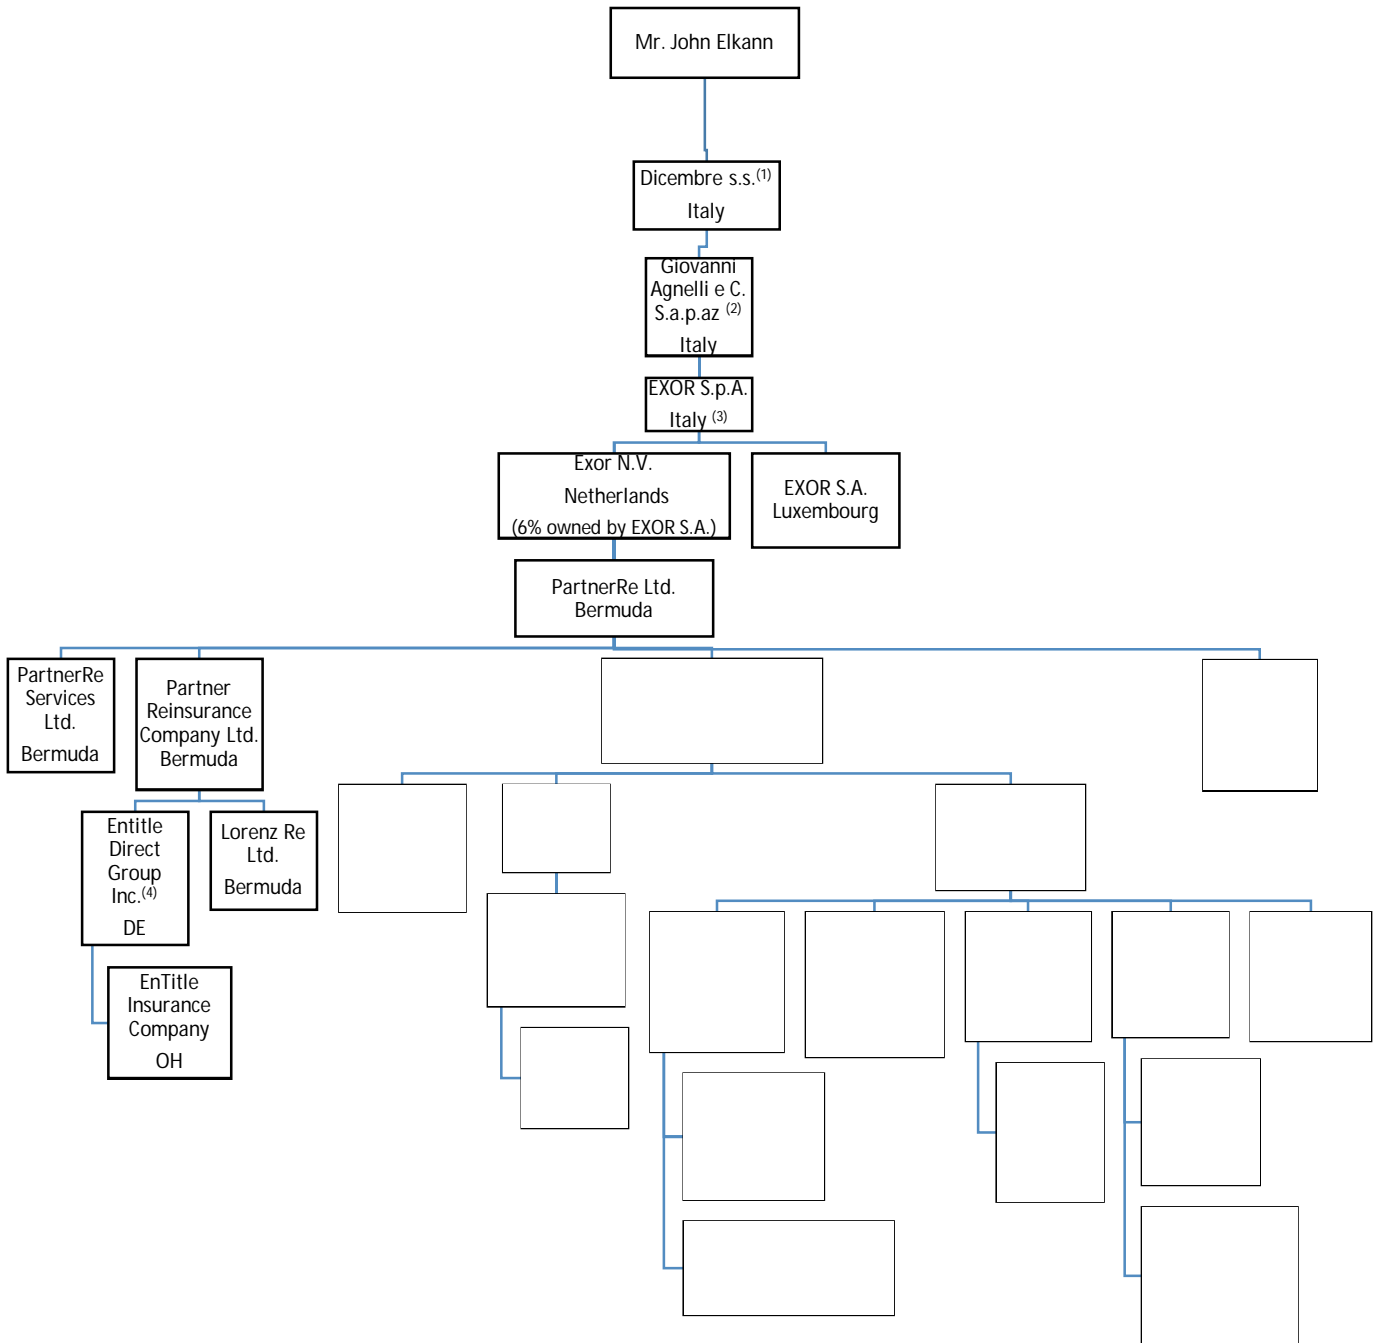 Mr. John Elkann
Dicembre s.s.(1)
Italy
Giovanni
Agnelli e C.
S.a.p.az (2)
Italy
EXOR S.p.A.
Italy (3)
Exor N.V.
Netherlands
(6% owned by EXOR S.A.)
EXOR S.A.
Luxembourg
PartnerRe Ltd.
Bermuda
PartnerRe
Services
Ltd.
Bermuda
Partner
Reinsurance
Company Ltd.
Bermuda
Entitle
Direct
Group
Inc.(4)
DE
Lorenz Re
Ltd.
Bermuda
EnTitle
Insurance
Company
OH